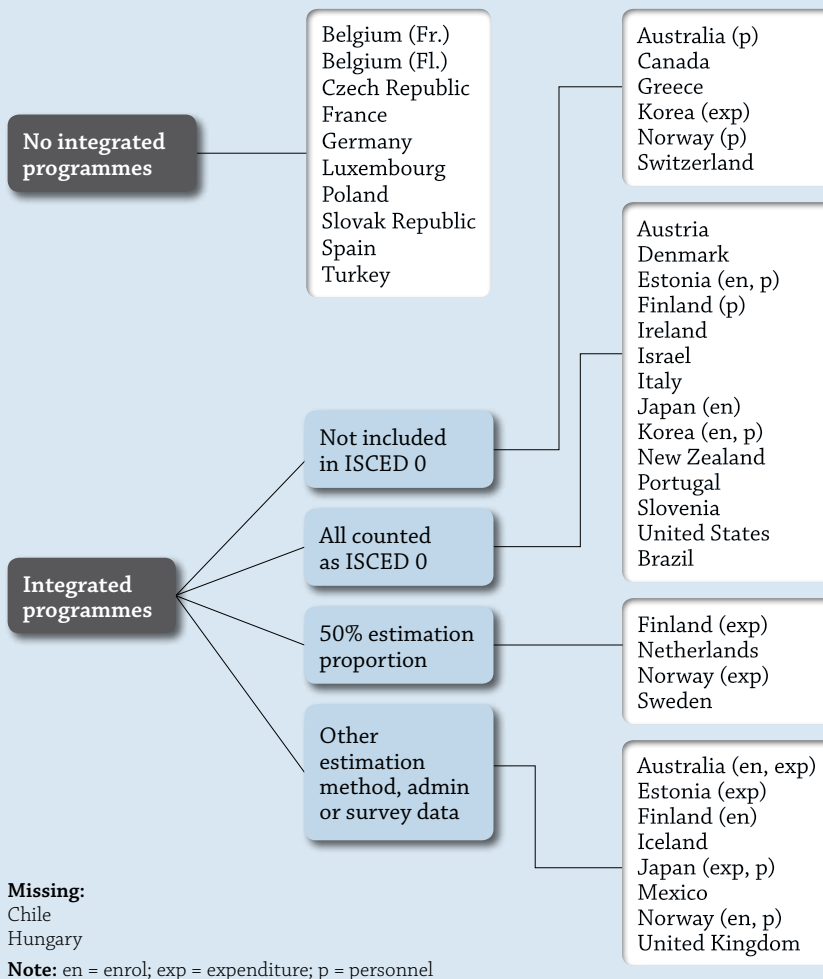 No integrated
programmes
Belgium (Fr.)
Belgium (Fl.)
Czech Republic
France
Germany
Luxembourg
Poland
Slovak Republic
Spain
Turkey
Integrated
programmes
Not included
in ISCED 0
Australia (p)
Canada
Greece
Korea (exp)
Norway (p)
Switzerland
All counted
as ISCED 0
Austria
Denmark
Estonia (en, p)
Finland (p)
Ireland
Israel
Italy
Japan (en)
Korea (en, p)
New Zealand
Portugal
Slovenia
United States
Brazil
50% estimation
proportion
Finland (exp)
Netherlands
Norway (exp)
Sweden
Other
estimation
method, admin
or survey data
Australia (en, exp)
Estonia (exp)
Finland (en)
Iceland
Japan (exp, p)
Mexico
Norway (en, p)
United Kingdom
Missing:
Chile
Hungary
Note: en = enrol; exp = expenditure; p = personnel